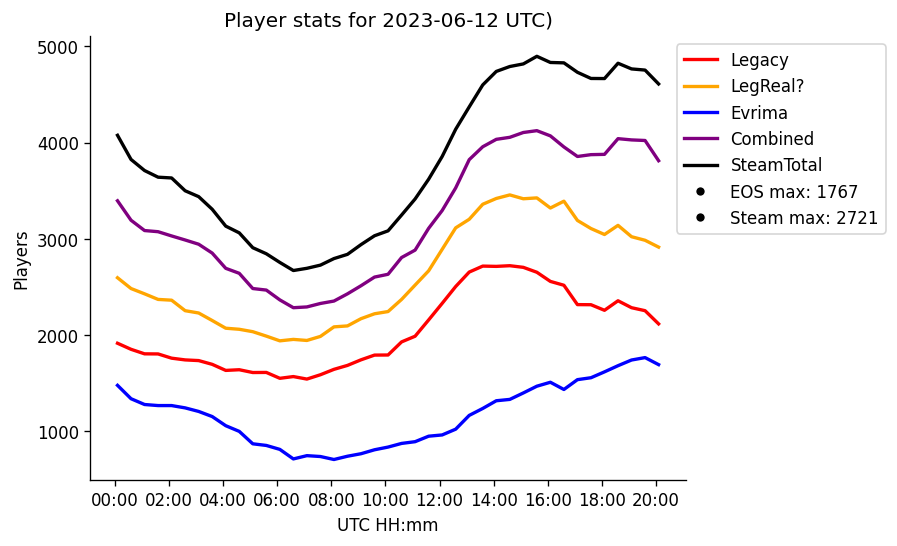 Player stats for 2023-06-12 UTC)
5000
4000
3000
2000
1000
Players
00:00 02:00 04:00 06:00 08:00 10:00 12:00 14:00 16:00 18:00 20:00
UTC HH:mm
Legacy
LegReal?
Evrima
Combined
SteamTotal
EOS max: 1767
Steam max: 2721